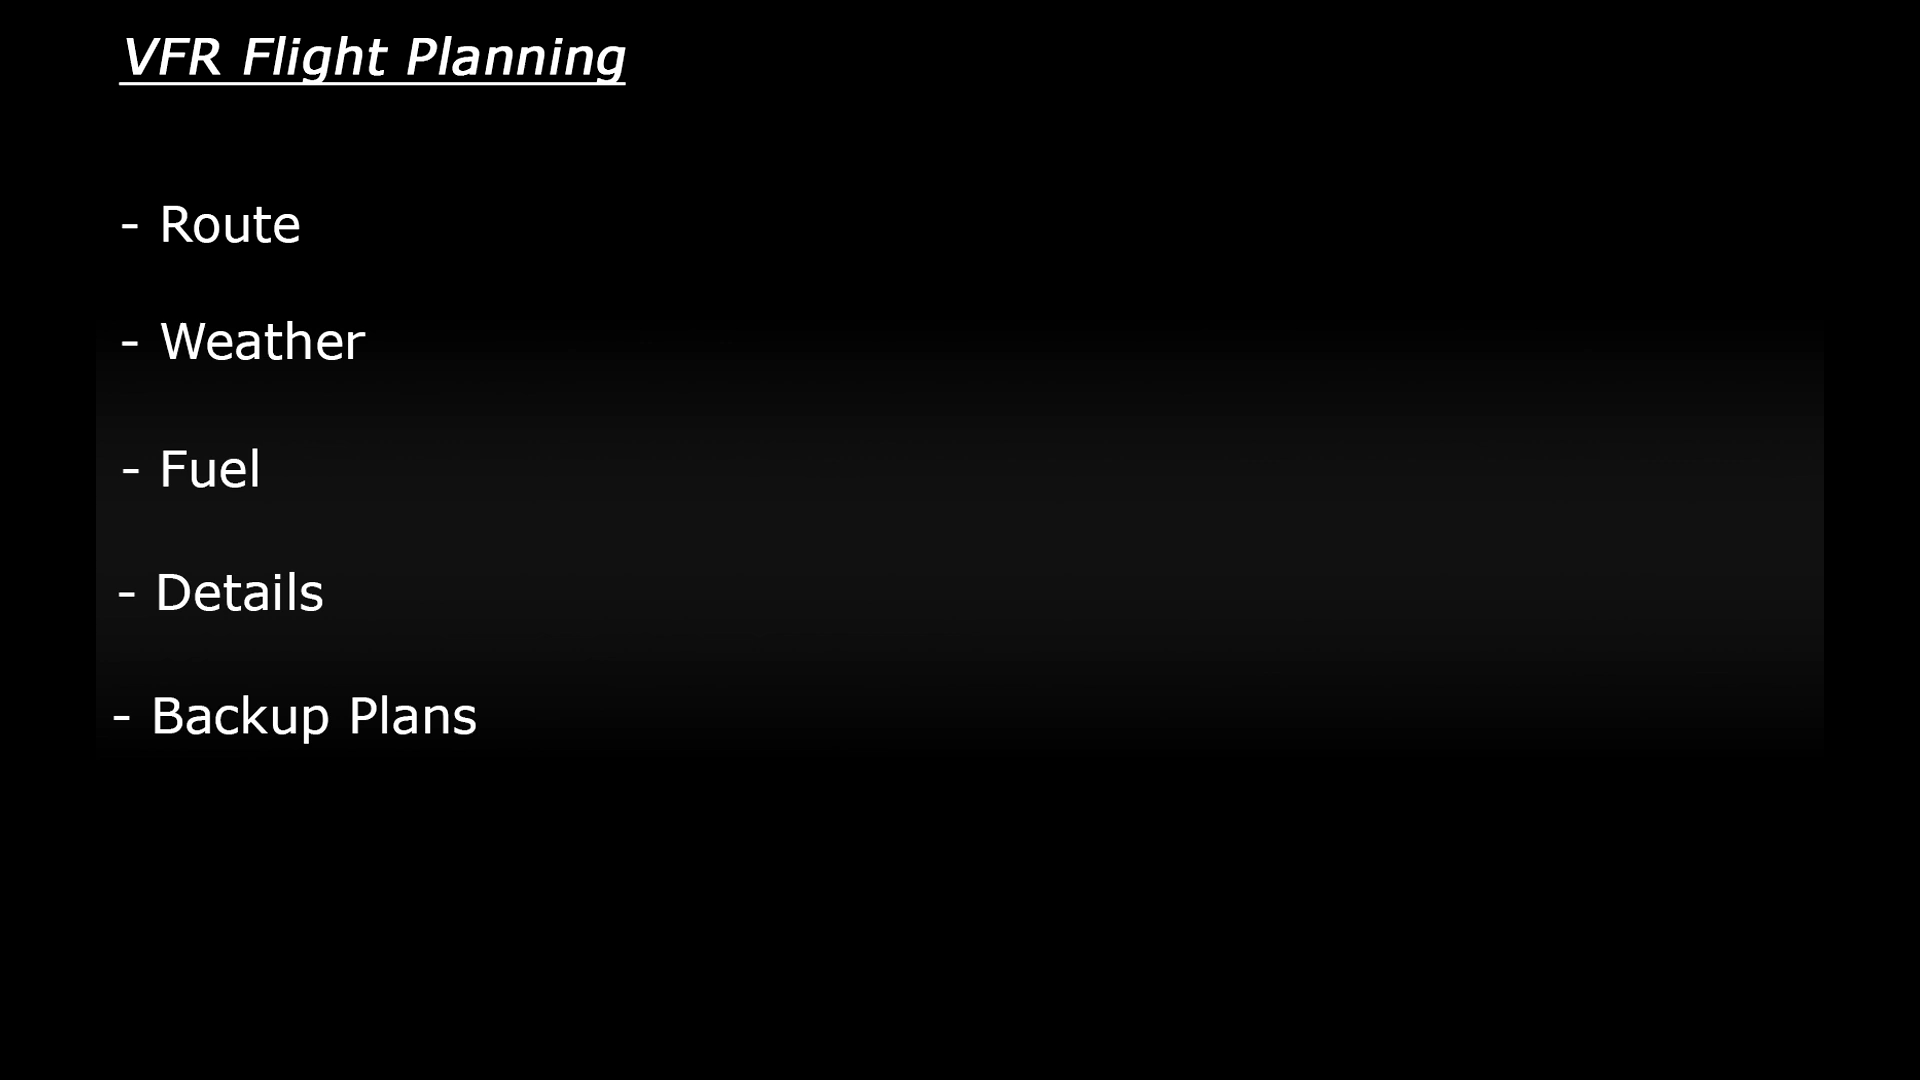 VFR Flight Planning
- Route
- Weather
- Fuel
- Details
- Backup Plans